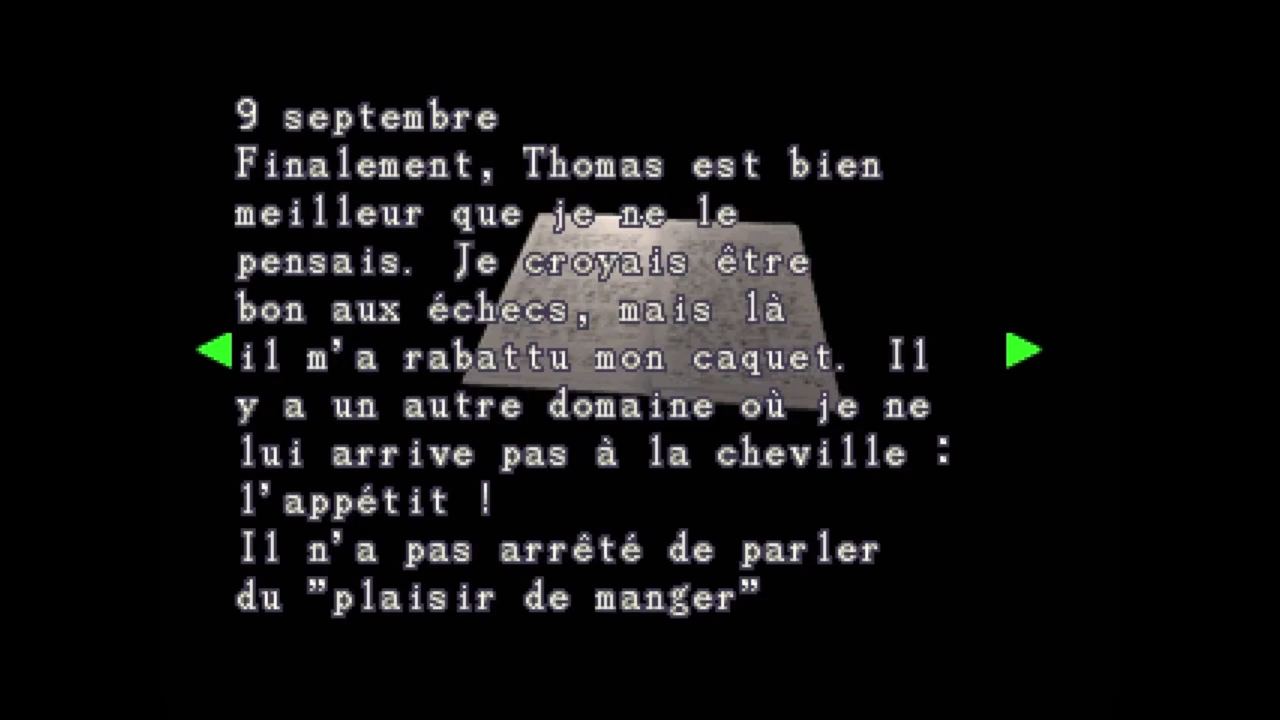 9 septembre
Finalement, Thomas est bien
meilleur que je ne le
pensais. Je croyais être
bon aux échecs, mais là
il m'a rabattu mon caquet. Il
y a un autre domaine où je ne
lui arrive pas à la cheville :
l'appétit !
Il n'a pas arrêté de parler
du "plaisir de manger"